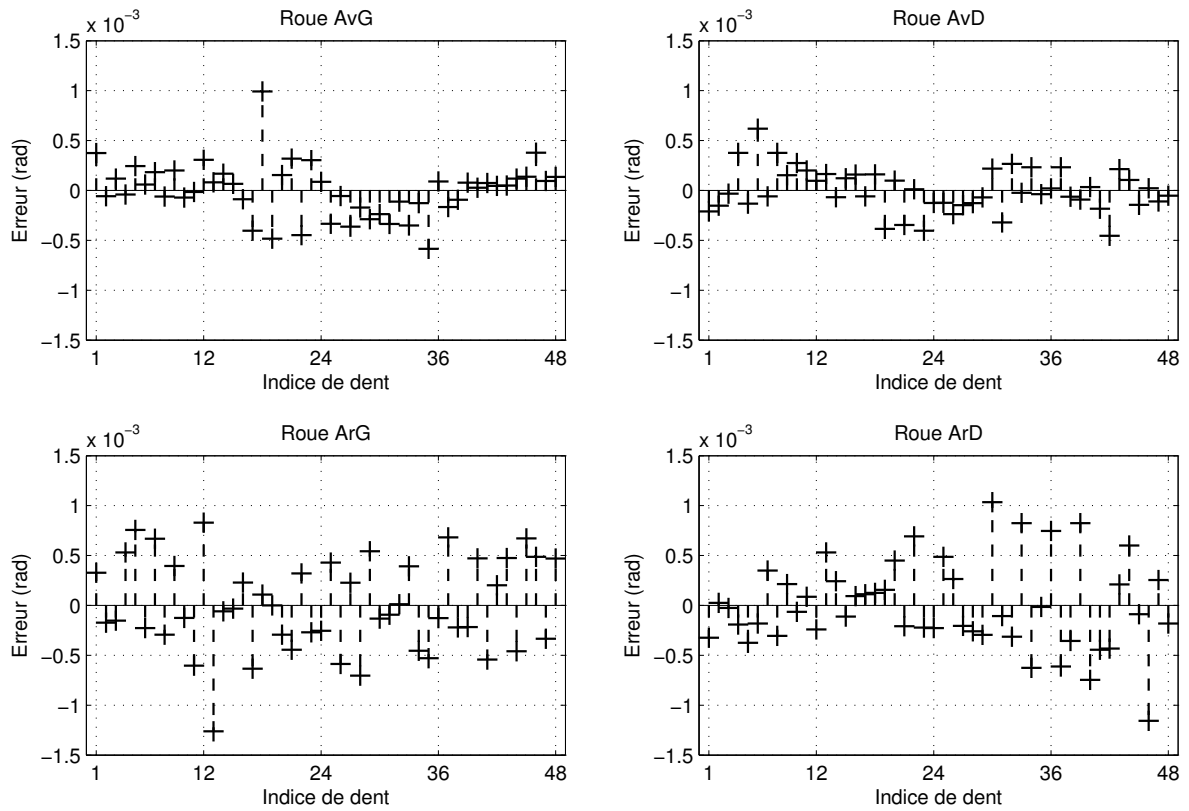 x 10⁻³
Roue AvG
1.5
1
0.5
0
−0.5
−1
−1.5
Erreur (rad)
1 12 24 36 48
Indice de dent
x 10⁻³
Roue AvD
1.5
1
0.5
0
−0.5
−1
−1.5
Erreur (rad)
1 12 24 36 48
Indice de dent
x 10⁻³
Roue ArG
1.5
1
0.5
0
−0.5
−1
−1.5
Erreur (rad)
1 12 24 36 48
Indice de dent
x 10⁻³
Roue ArD
1.5
1
0.5
0
−0.5
−1
−1.5
Erreur (rad)
1 12 24 36 48
Indice de dent